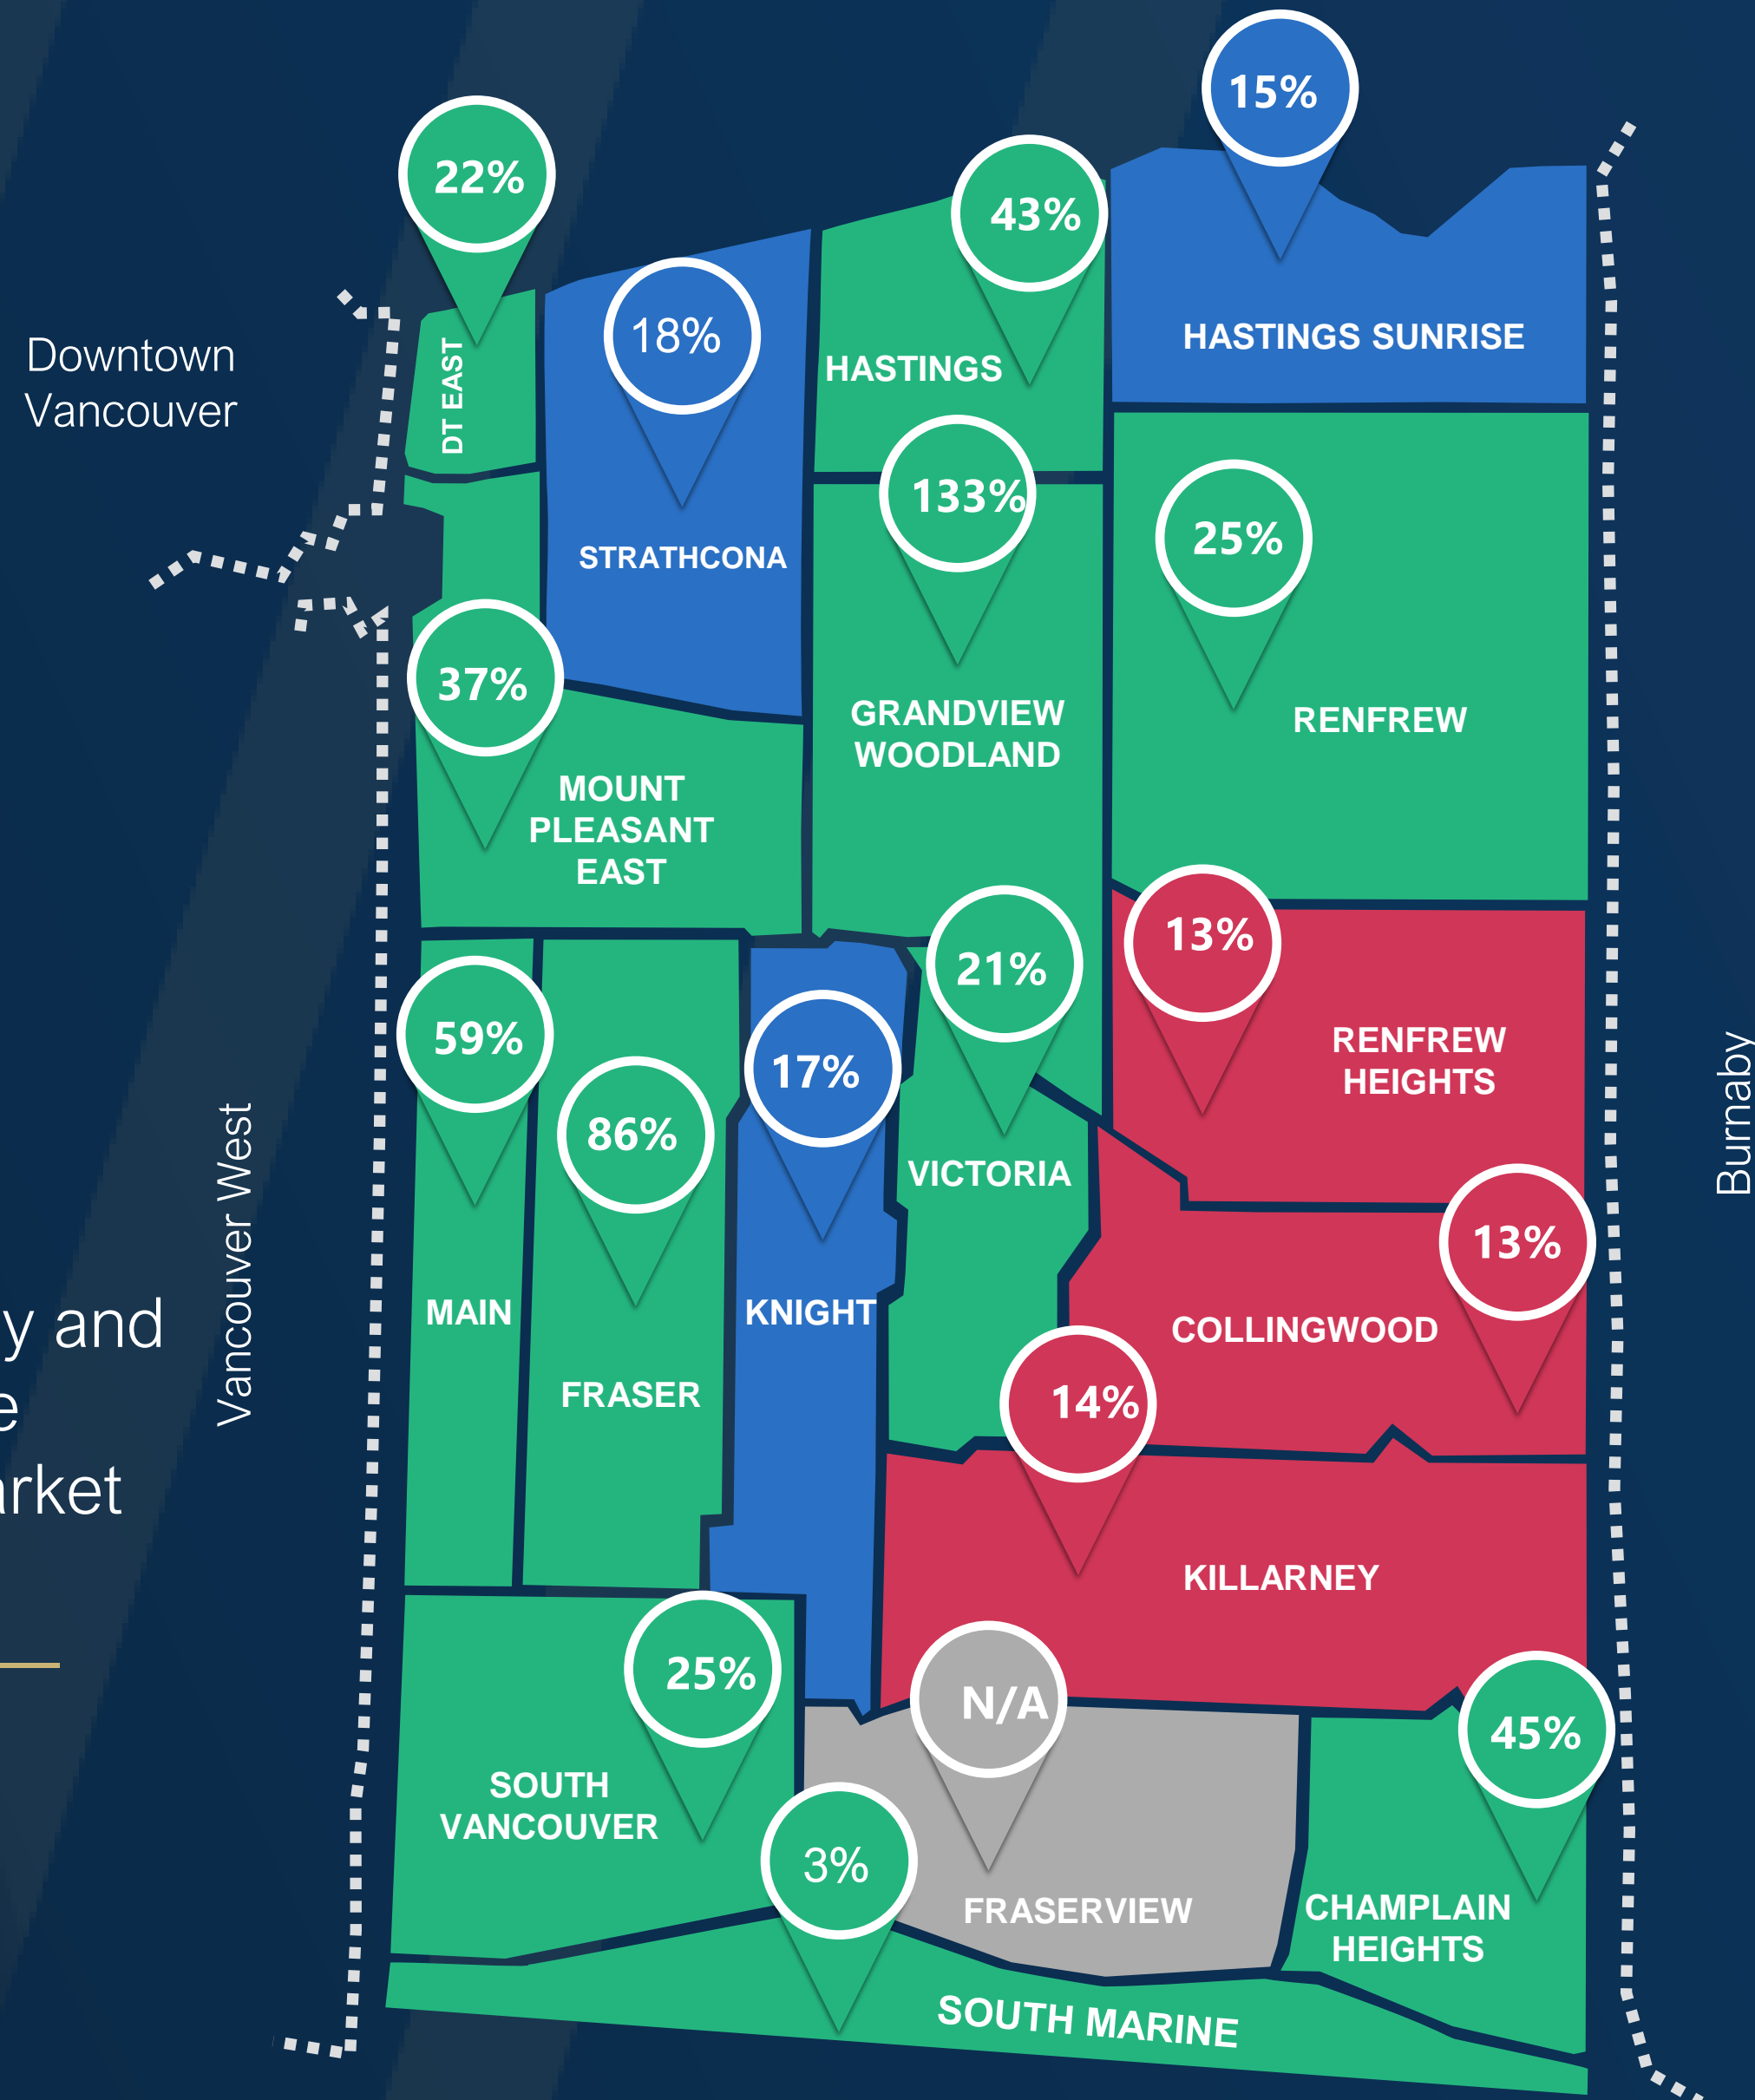 15%
22%
43%
18%
HASTINGS SUNRISE
Downtown
Vancouver
DT EAST
HASTINGS
133%
25%
STRATHCONA
37%
GRANDVIEW
WOODLAND
RENFREW
MOUNT
PLEASANT
EAST
13%
21%
59%
17%
RENFREW
HEIGHTS
86%
VICTORIA
Burnaby
Vancouver West
13%
MAIN
KNIGHT
COLLINGWOOD
y and
FRASER
14%
e
arket
KILLARNEY
25%
N/A
45%
SOUTH
VANCOUVER
3%
FRASERVIEW
CHAMPLAIN
HEIGHTS
SOUTH MARINE